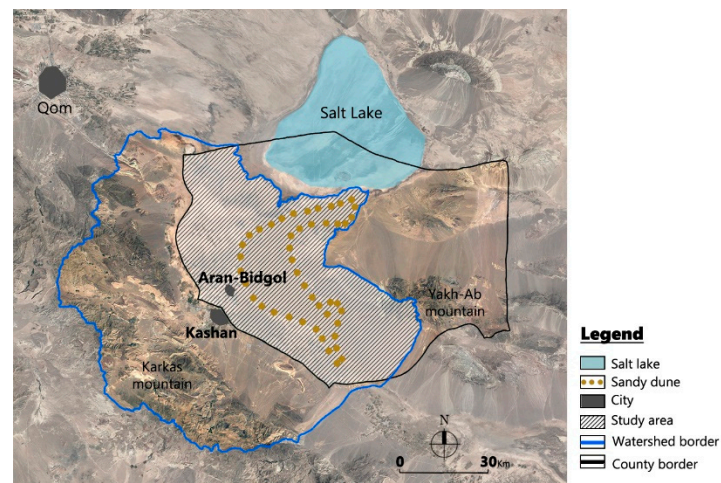 Qom
Salt Lake
Aran-Bidgol
Kashan
Yakh-Ab
mountain
Karkas
mountain
N
0 30Km
Legend
Salt lake
Sandy dune
City
Study area
Watershed border
County border